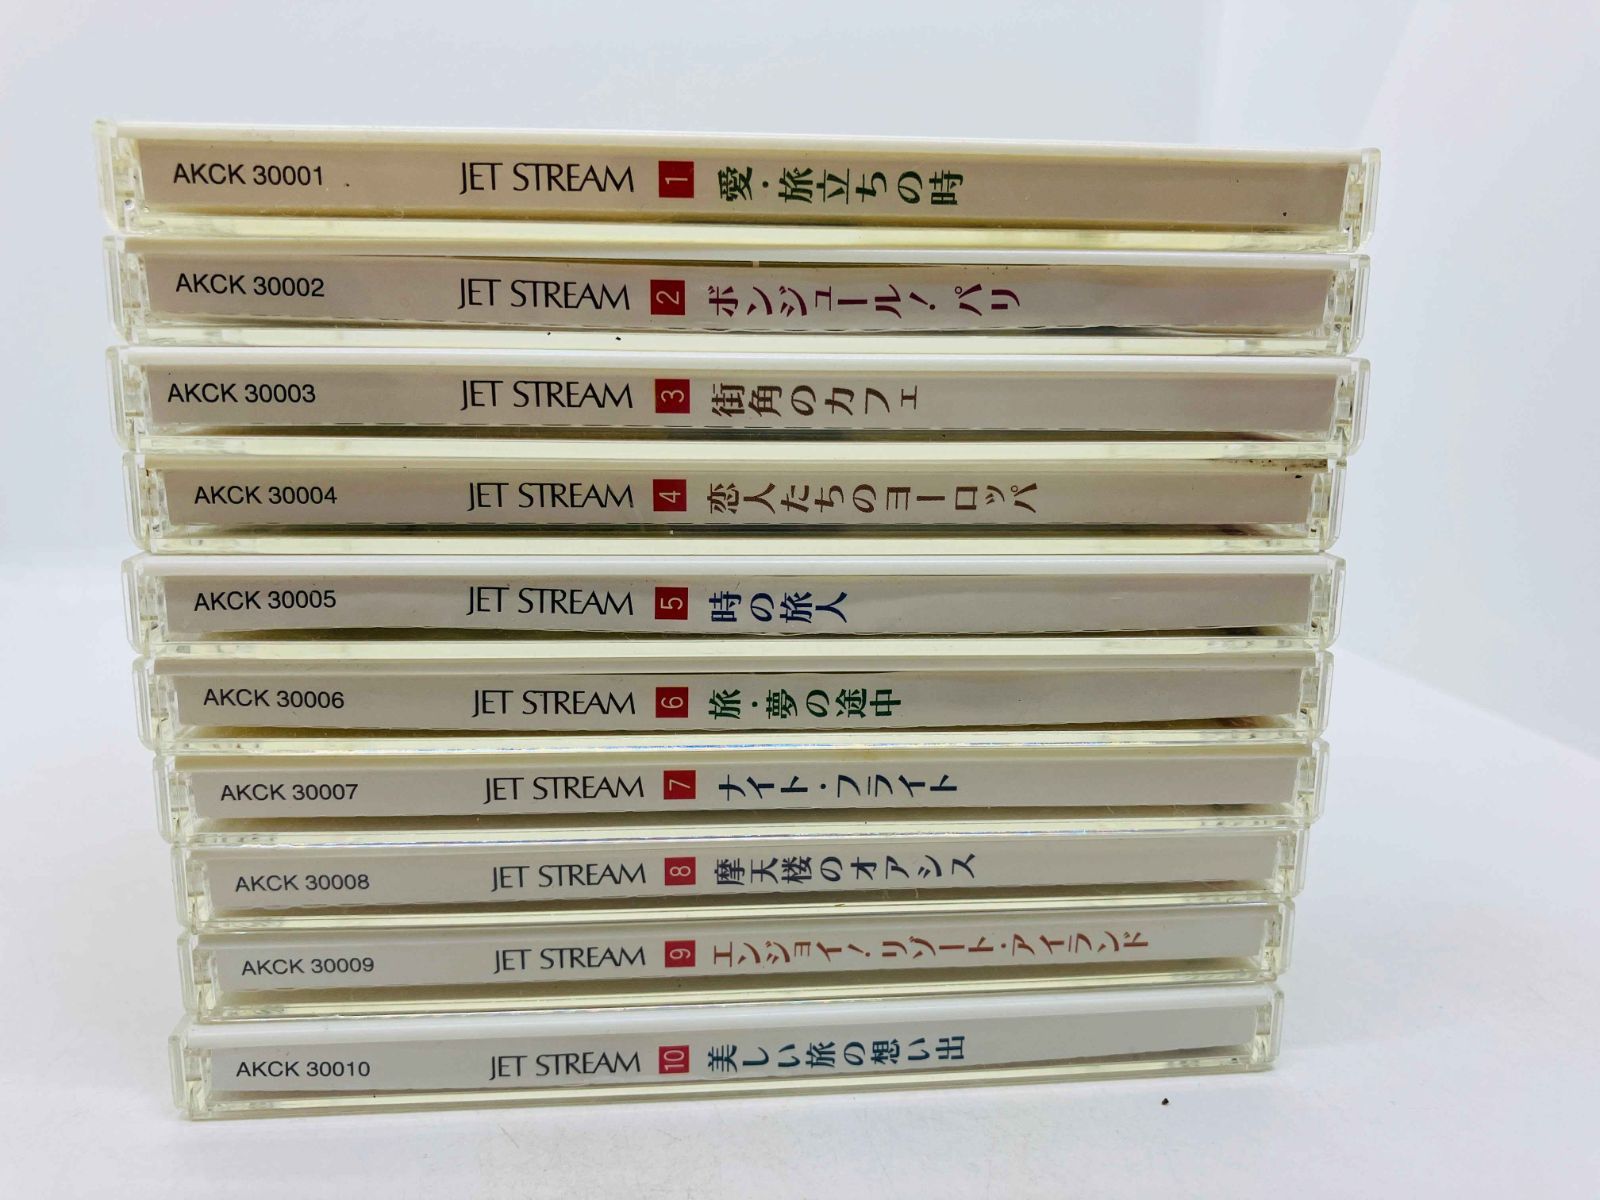 AKCK 30001 JET STREAM 1 愛・旅立ちの時
AKCK 30002 JET STREAM 2 ボンジュール！パリ
AKCK 30003 JET STREAM 3 街角のカフェ
AKCK 30004 JET STREAM 4 恋人たちのヨーロッパ
AKCK 30005 JET STREAM 5 時の旅人
AKCK 30006 JET STREAM 6 旅・夢の途中
AKCK 30007 JET STREAM 7 ナイト・フライト
AKCK 30008 JET STREAM 8 摩天楼のオアシス
AKCK 30009 JET STREAM 9 エンジョイ！リゾート・アイランド
AKCK 30010 JET STREAM 10 美しい旅の想い出